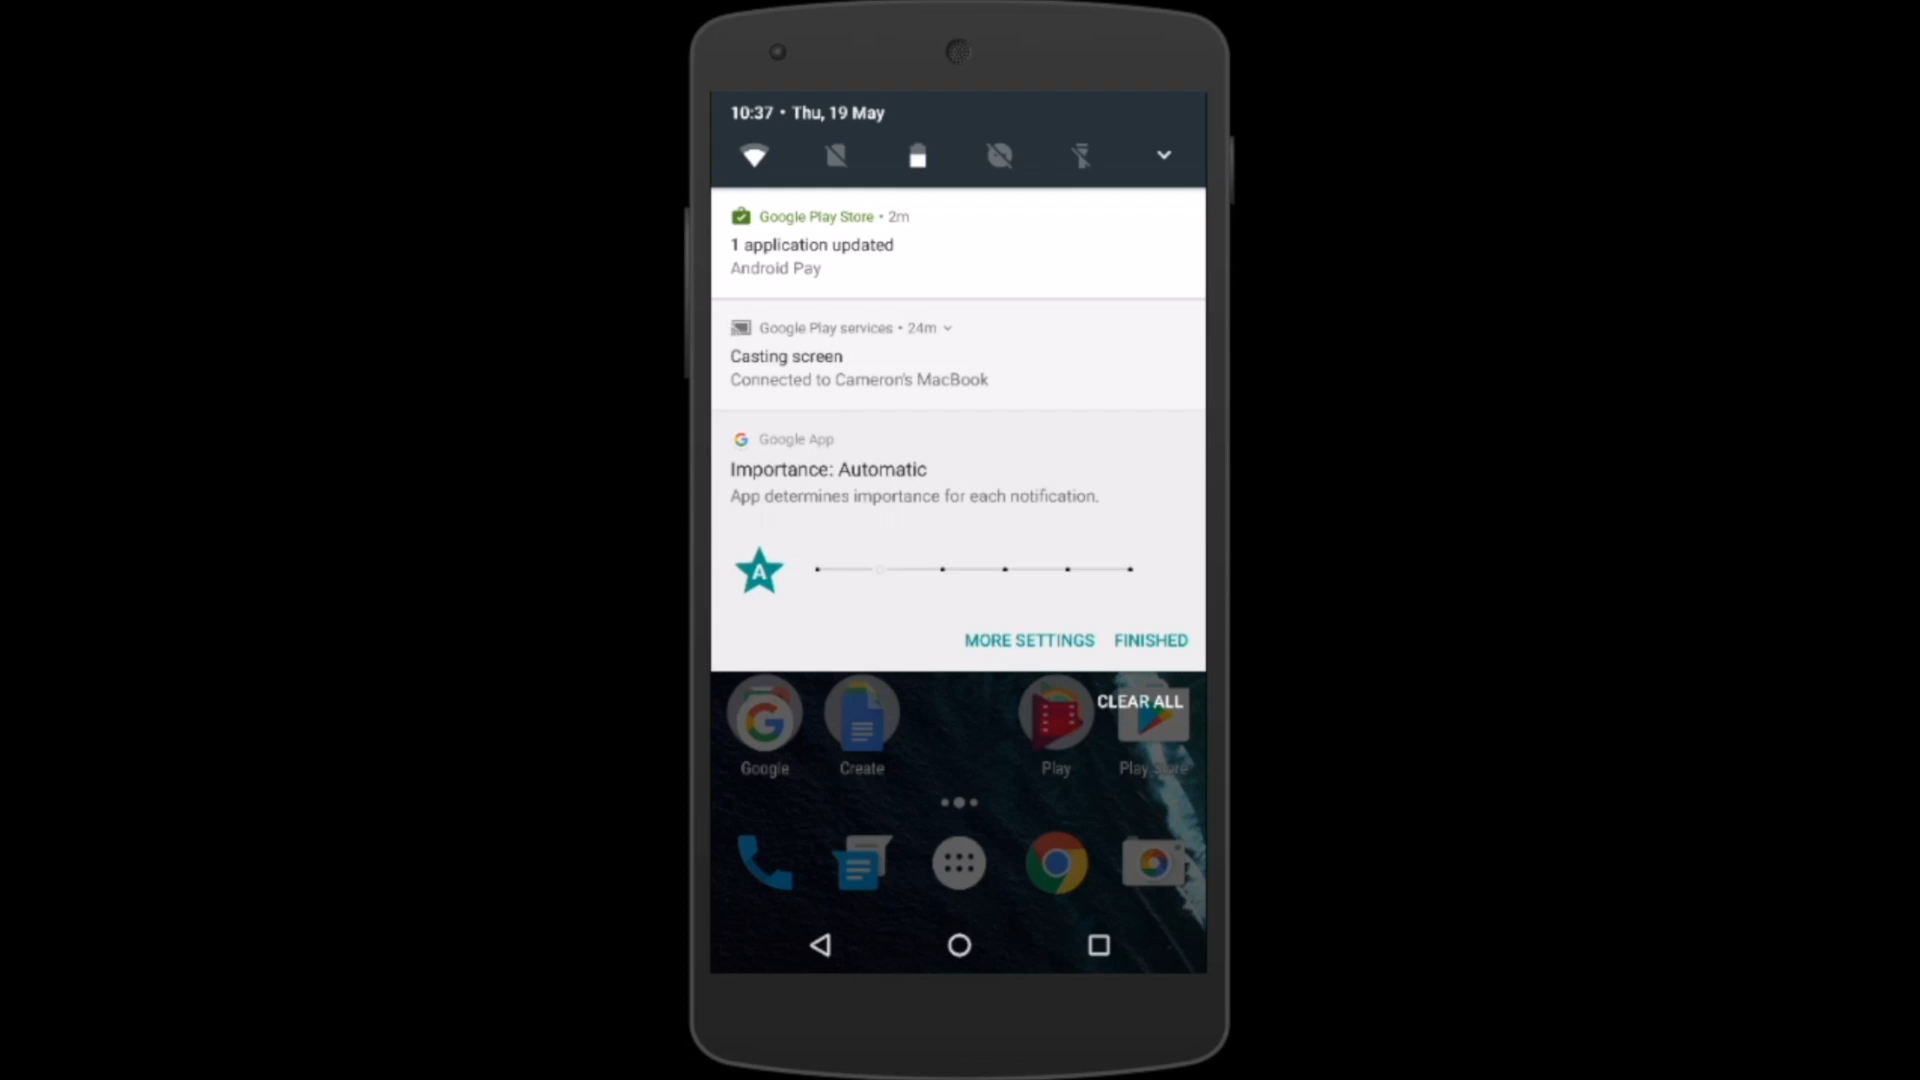 10:37 • Thu, 19 May
Google Play Store • 2m
1 application updated
Android Pay
Google Play services • 24m
Casting screen
Connected to Cameron's MacBook
G Google App
Importance: Automatic
App determines importance for each notification.
A
MORE SETTINGS FINISHED
CLEAR ALL
Google Create Play Play Store